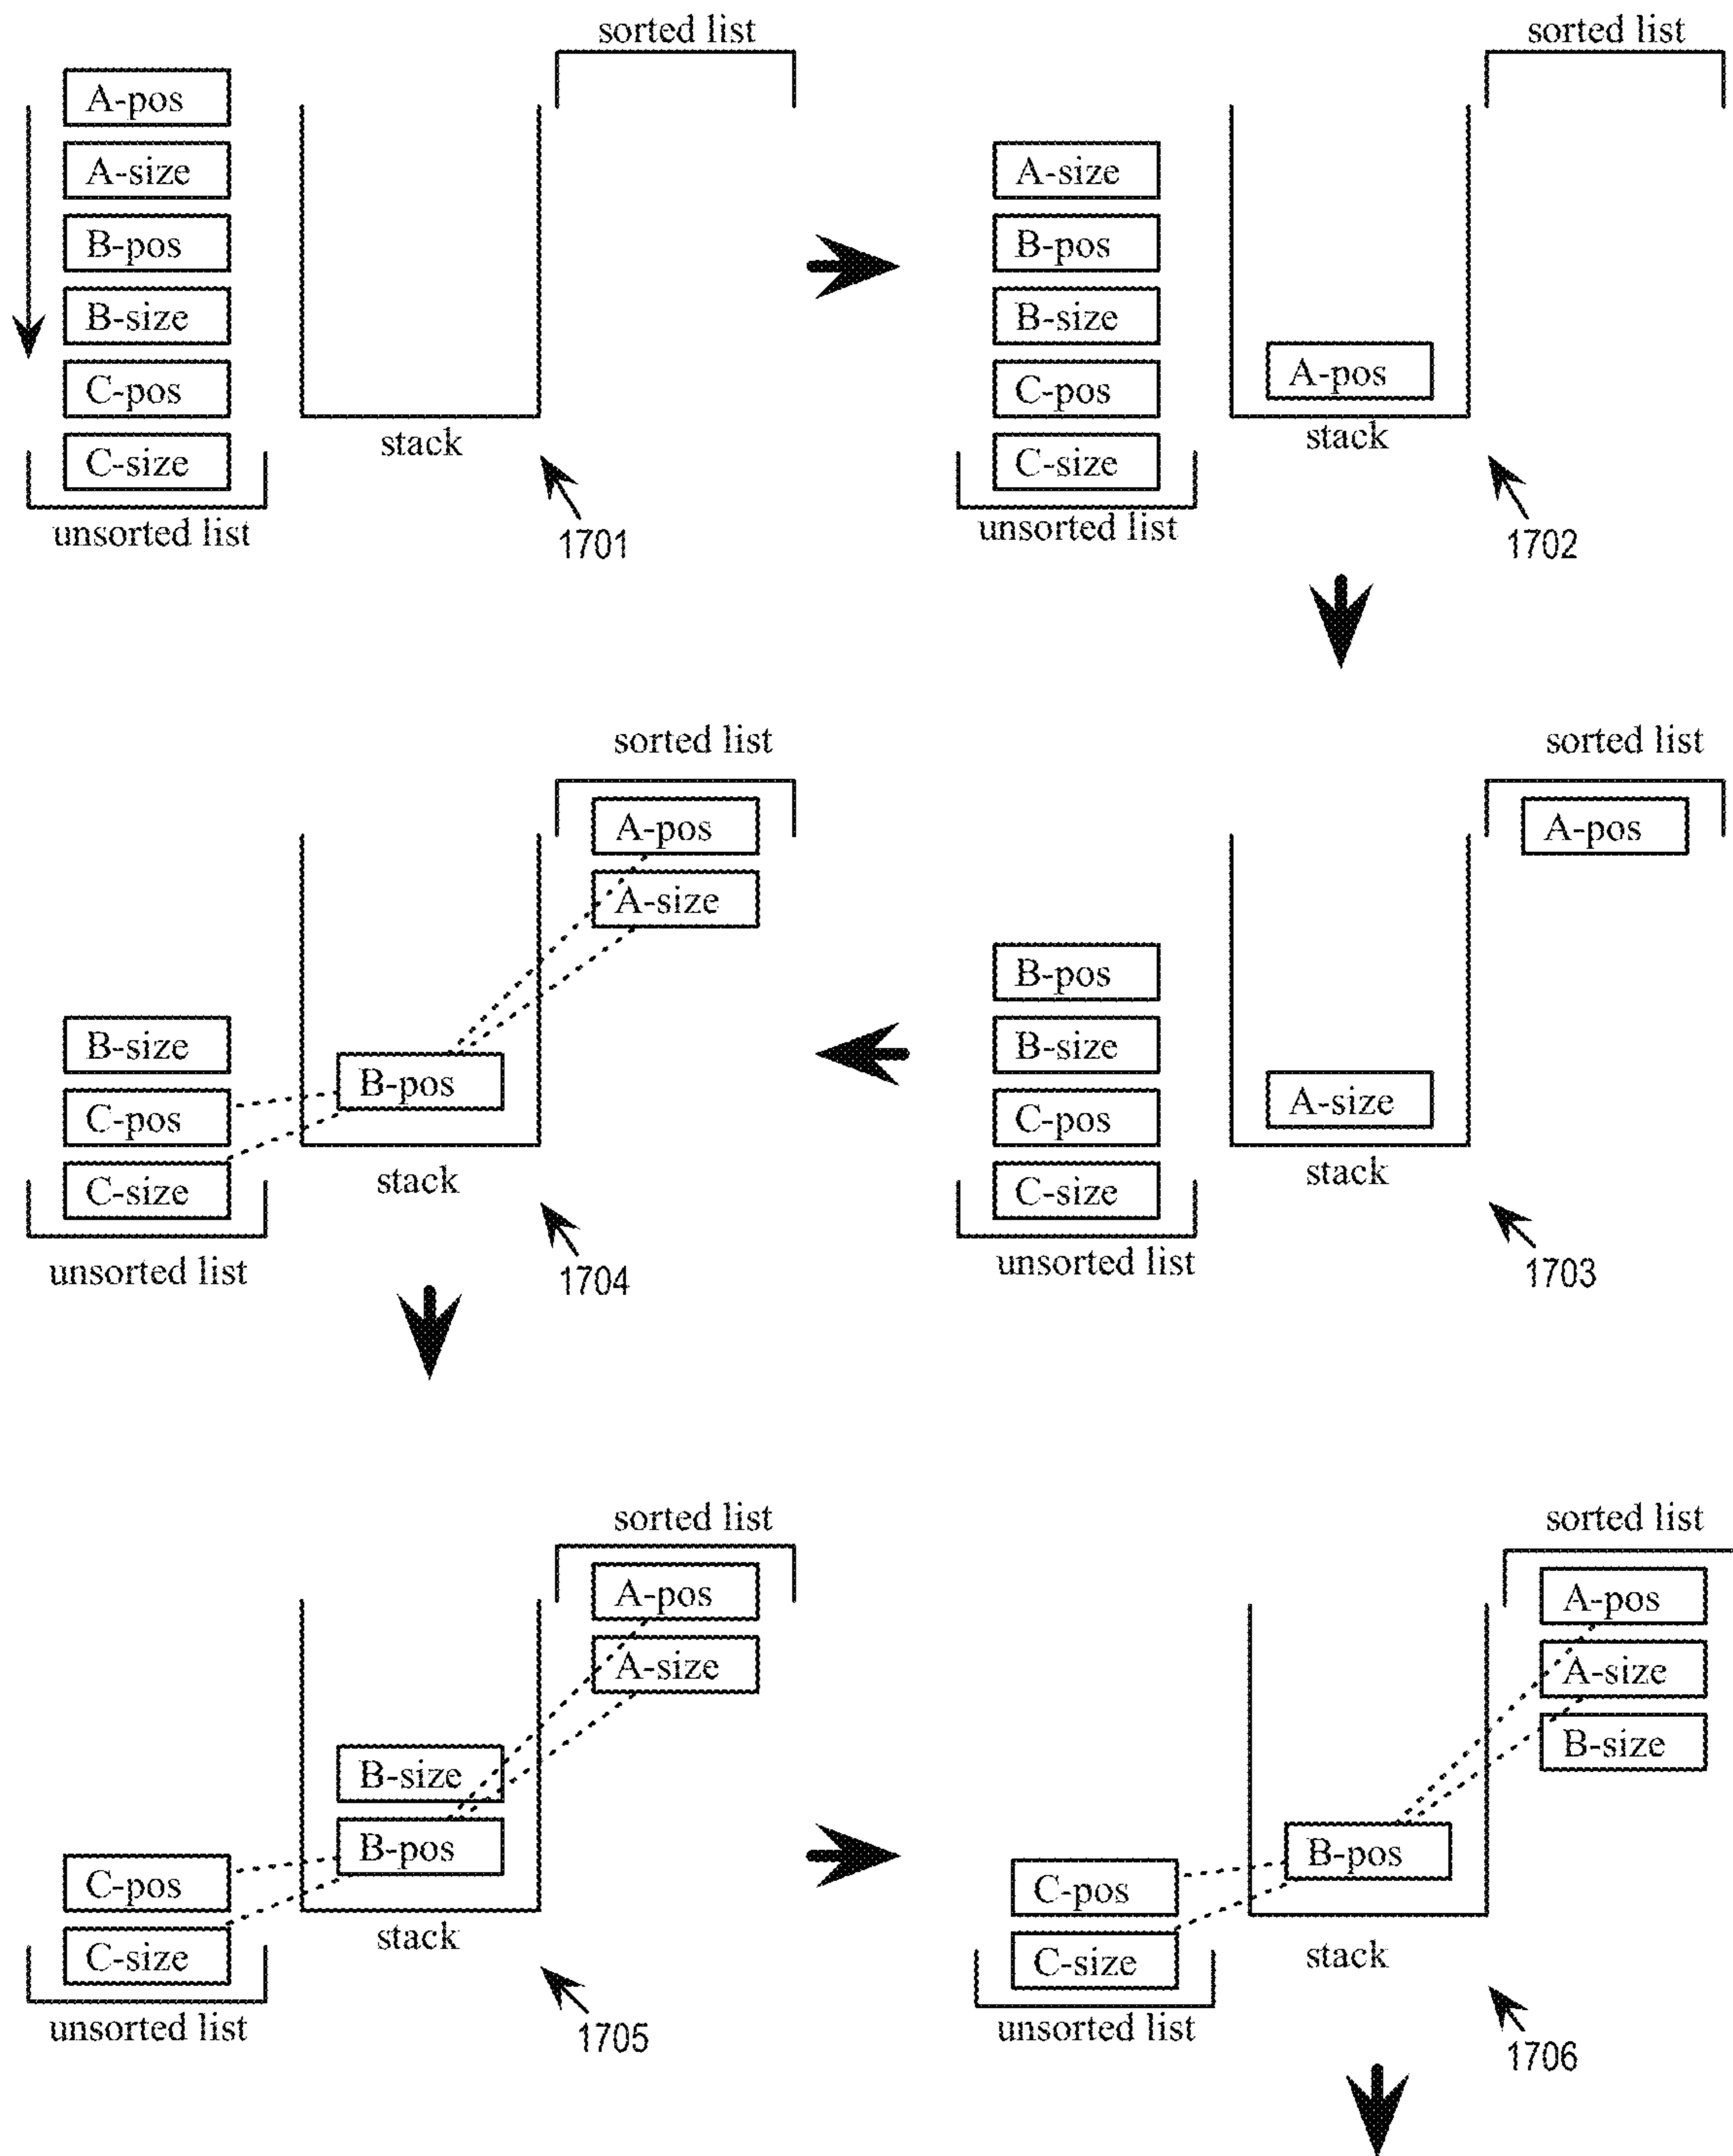 sorted list
A-pos
A-size
B-pos
B-size
C-pos
C-size
unsorted list
stack
1701
sorted list
A-size
B-pos
B-size
C-pos
C-size
unsorted list
A-pos
stack
1702
sorted list
A-pos
A-size
B-size
C-pos
C-size
unsorted list
B-pos
stack
1704
sorted list
A-pos
B-pos
B-size
C-pos
C-size
unsorted list
A-size
stack
1703
sorted list
A-pos
A-size
B-size
B-pos
C-pos
C-size
unsorted list
stack
1705
sorted list
A-pos
A-size
B-size
B-pos
C-pos
C-size
unsorted list
stack
1706